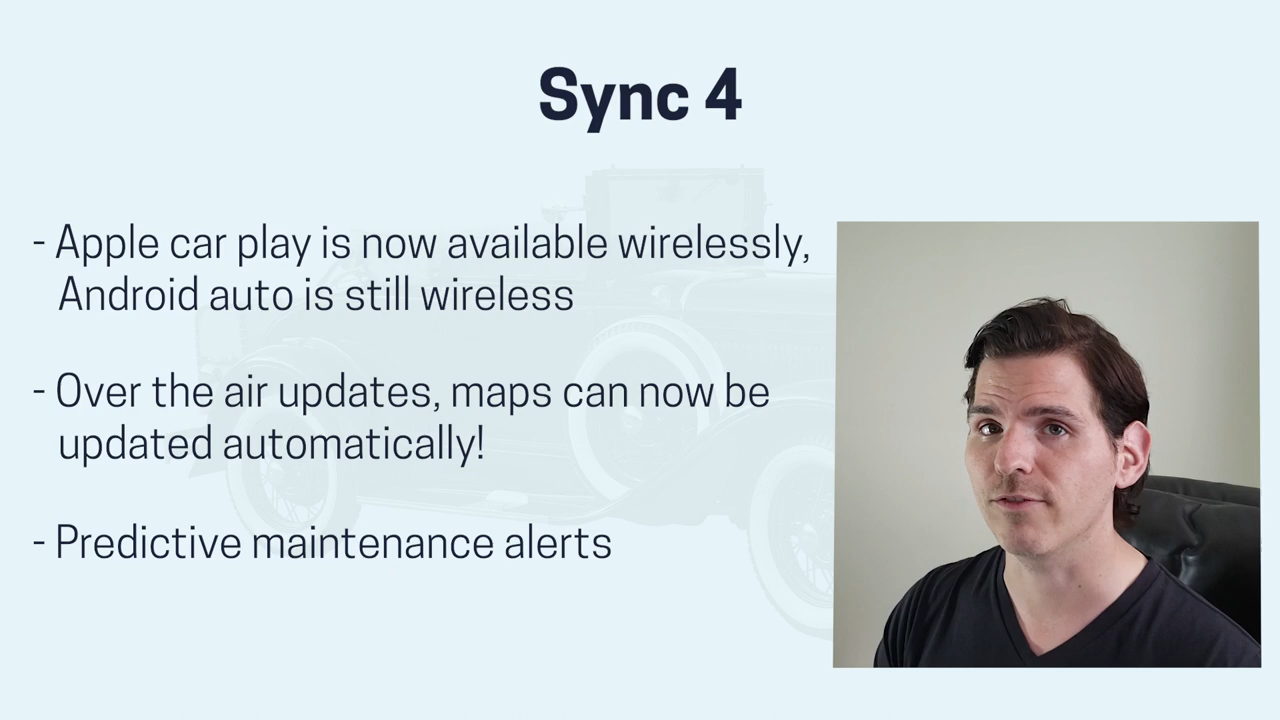 Sync 4
- Apple car play is now available wirelessly,
Android auto is still wireless
- Over the air updates, maps can now be
updated automatically!
- Predictive maintenance alerts